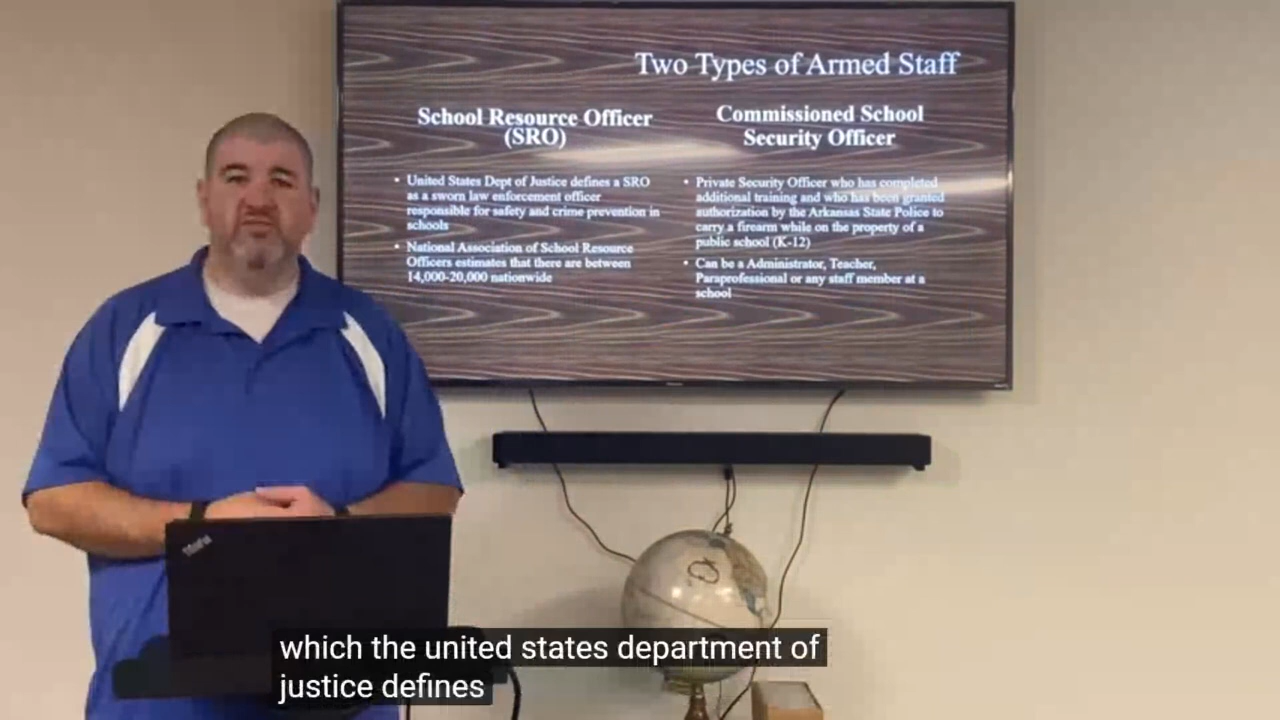 Two Types of Armed Staff
School Resource Officer
(SRO)
• United States Dept of Justice defines a SRO
as a sworn law enforcement officer
responsible for safety and crime prevention in
schools
• National Association of School Resource
Officers estimates that there are between
14,000-20,000 nationwide
Commissioned School
Security Officer
• Private Security Officer who has completed
additional training and who has been granted
authorization by the Arkansas State Police to
carry a firearm while on the property of a
public school (K-12)
• Can be a Administrator, Teacher,
Paraprofessional or any staff member at a
school
ThinkPad
which the united states department of
justice defines